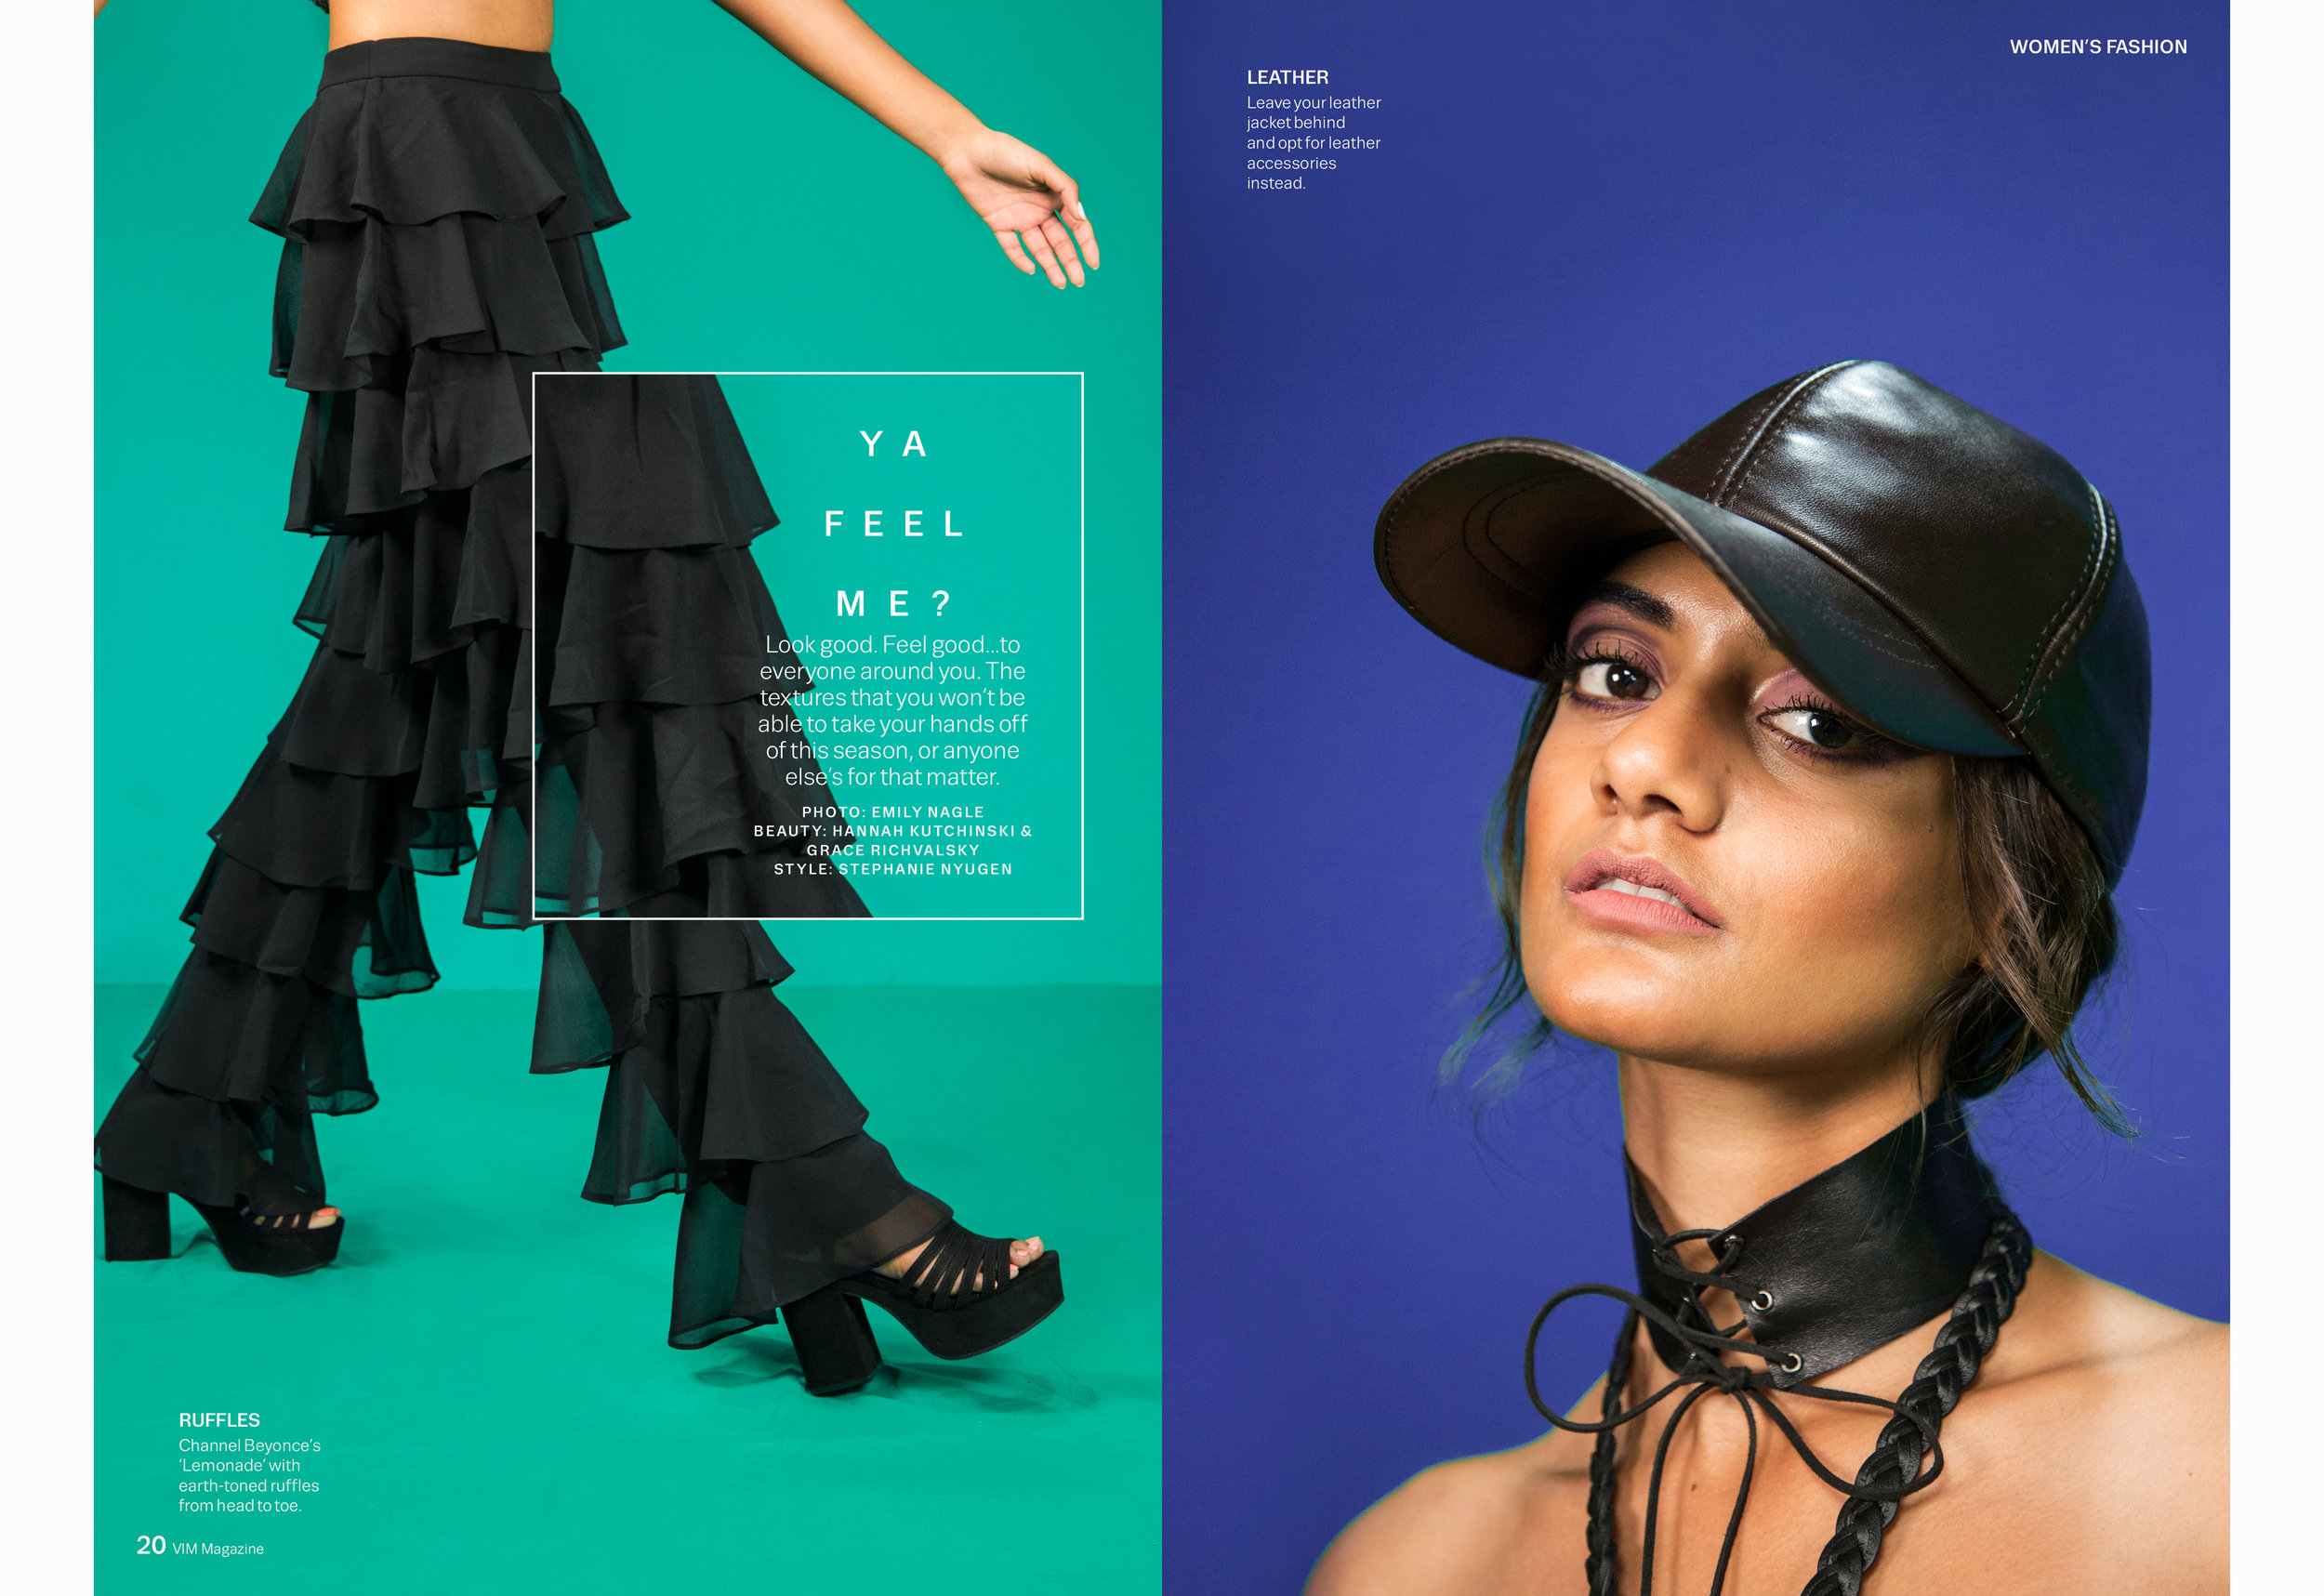 YA
FEEL
ME?
Look good. Feel good...to
everyone around you. The
textures that you won't be
able to take your hands off
of this season, or anyone
else's for that matter.
PHOTO: EMILY NAGLE
BEAUTY: HANNAH KUTCHINSKI &
GRACE RICHVALSKY
STYLE: STEPHANIE NYUGEN
RUFFLES
Channel Beyonce's
'Lemonade' with
earth-toned ruffles
from head to toe.
20 VIM Magazine
WOMEN'S FASHION
LEATHER
Leave your leather
jacket behind
and opt for leather
accessories
instead.